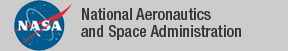 NASA
National Aeronautics
and Space Administration